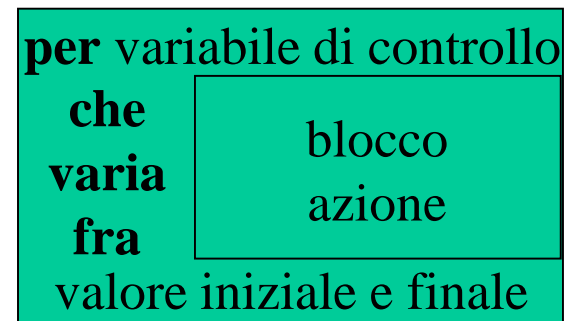 per variabile di controllo
che
varia
fra
blocco
azione
valore iniziale e finale